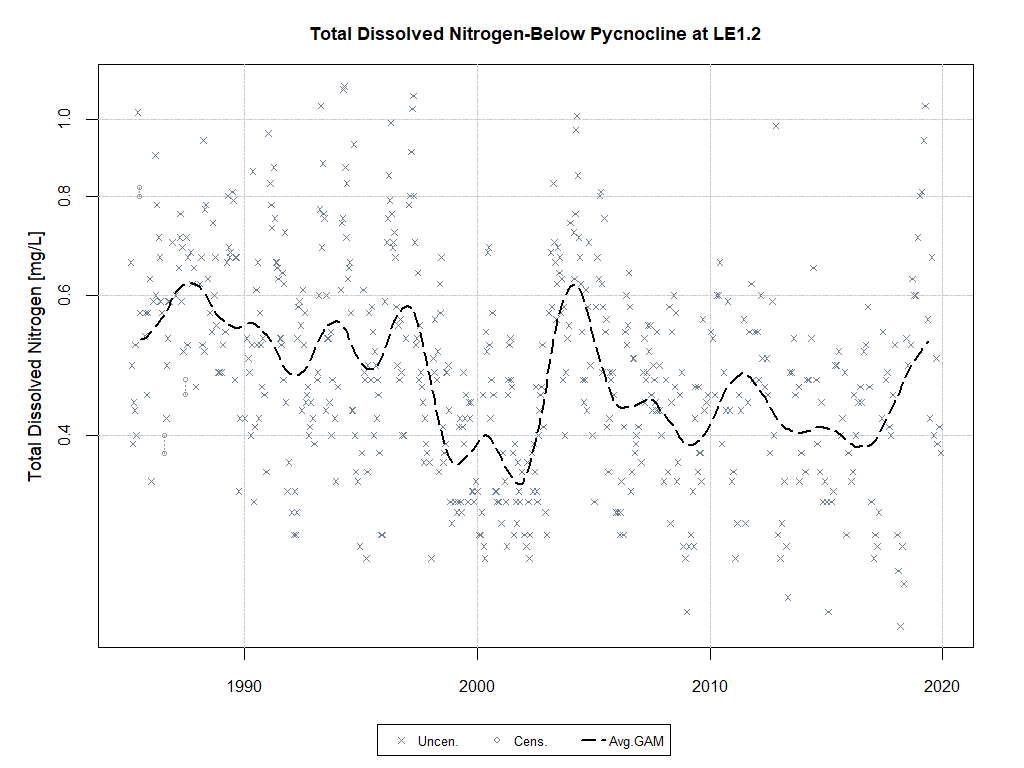 Total Dissolved Nitrogen-Below Pycnocline at LE1.2
Total Dissolved Nitrogen [mg/L]
1.0
0.8
0.6
0.4
1990 2000 2010 2020
Uncen. Cens. Avg.GAM